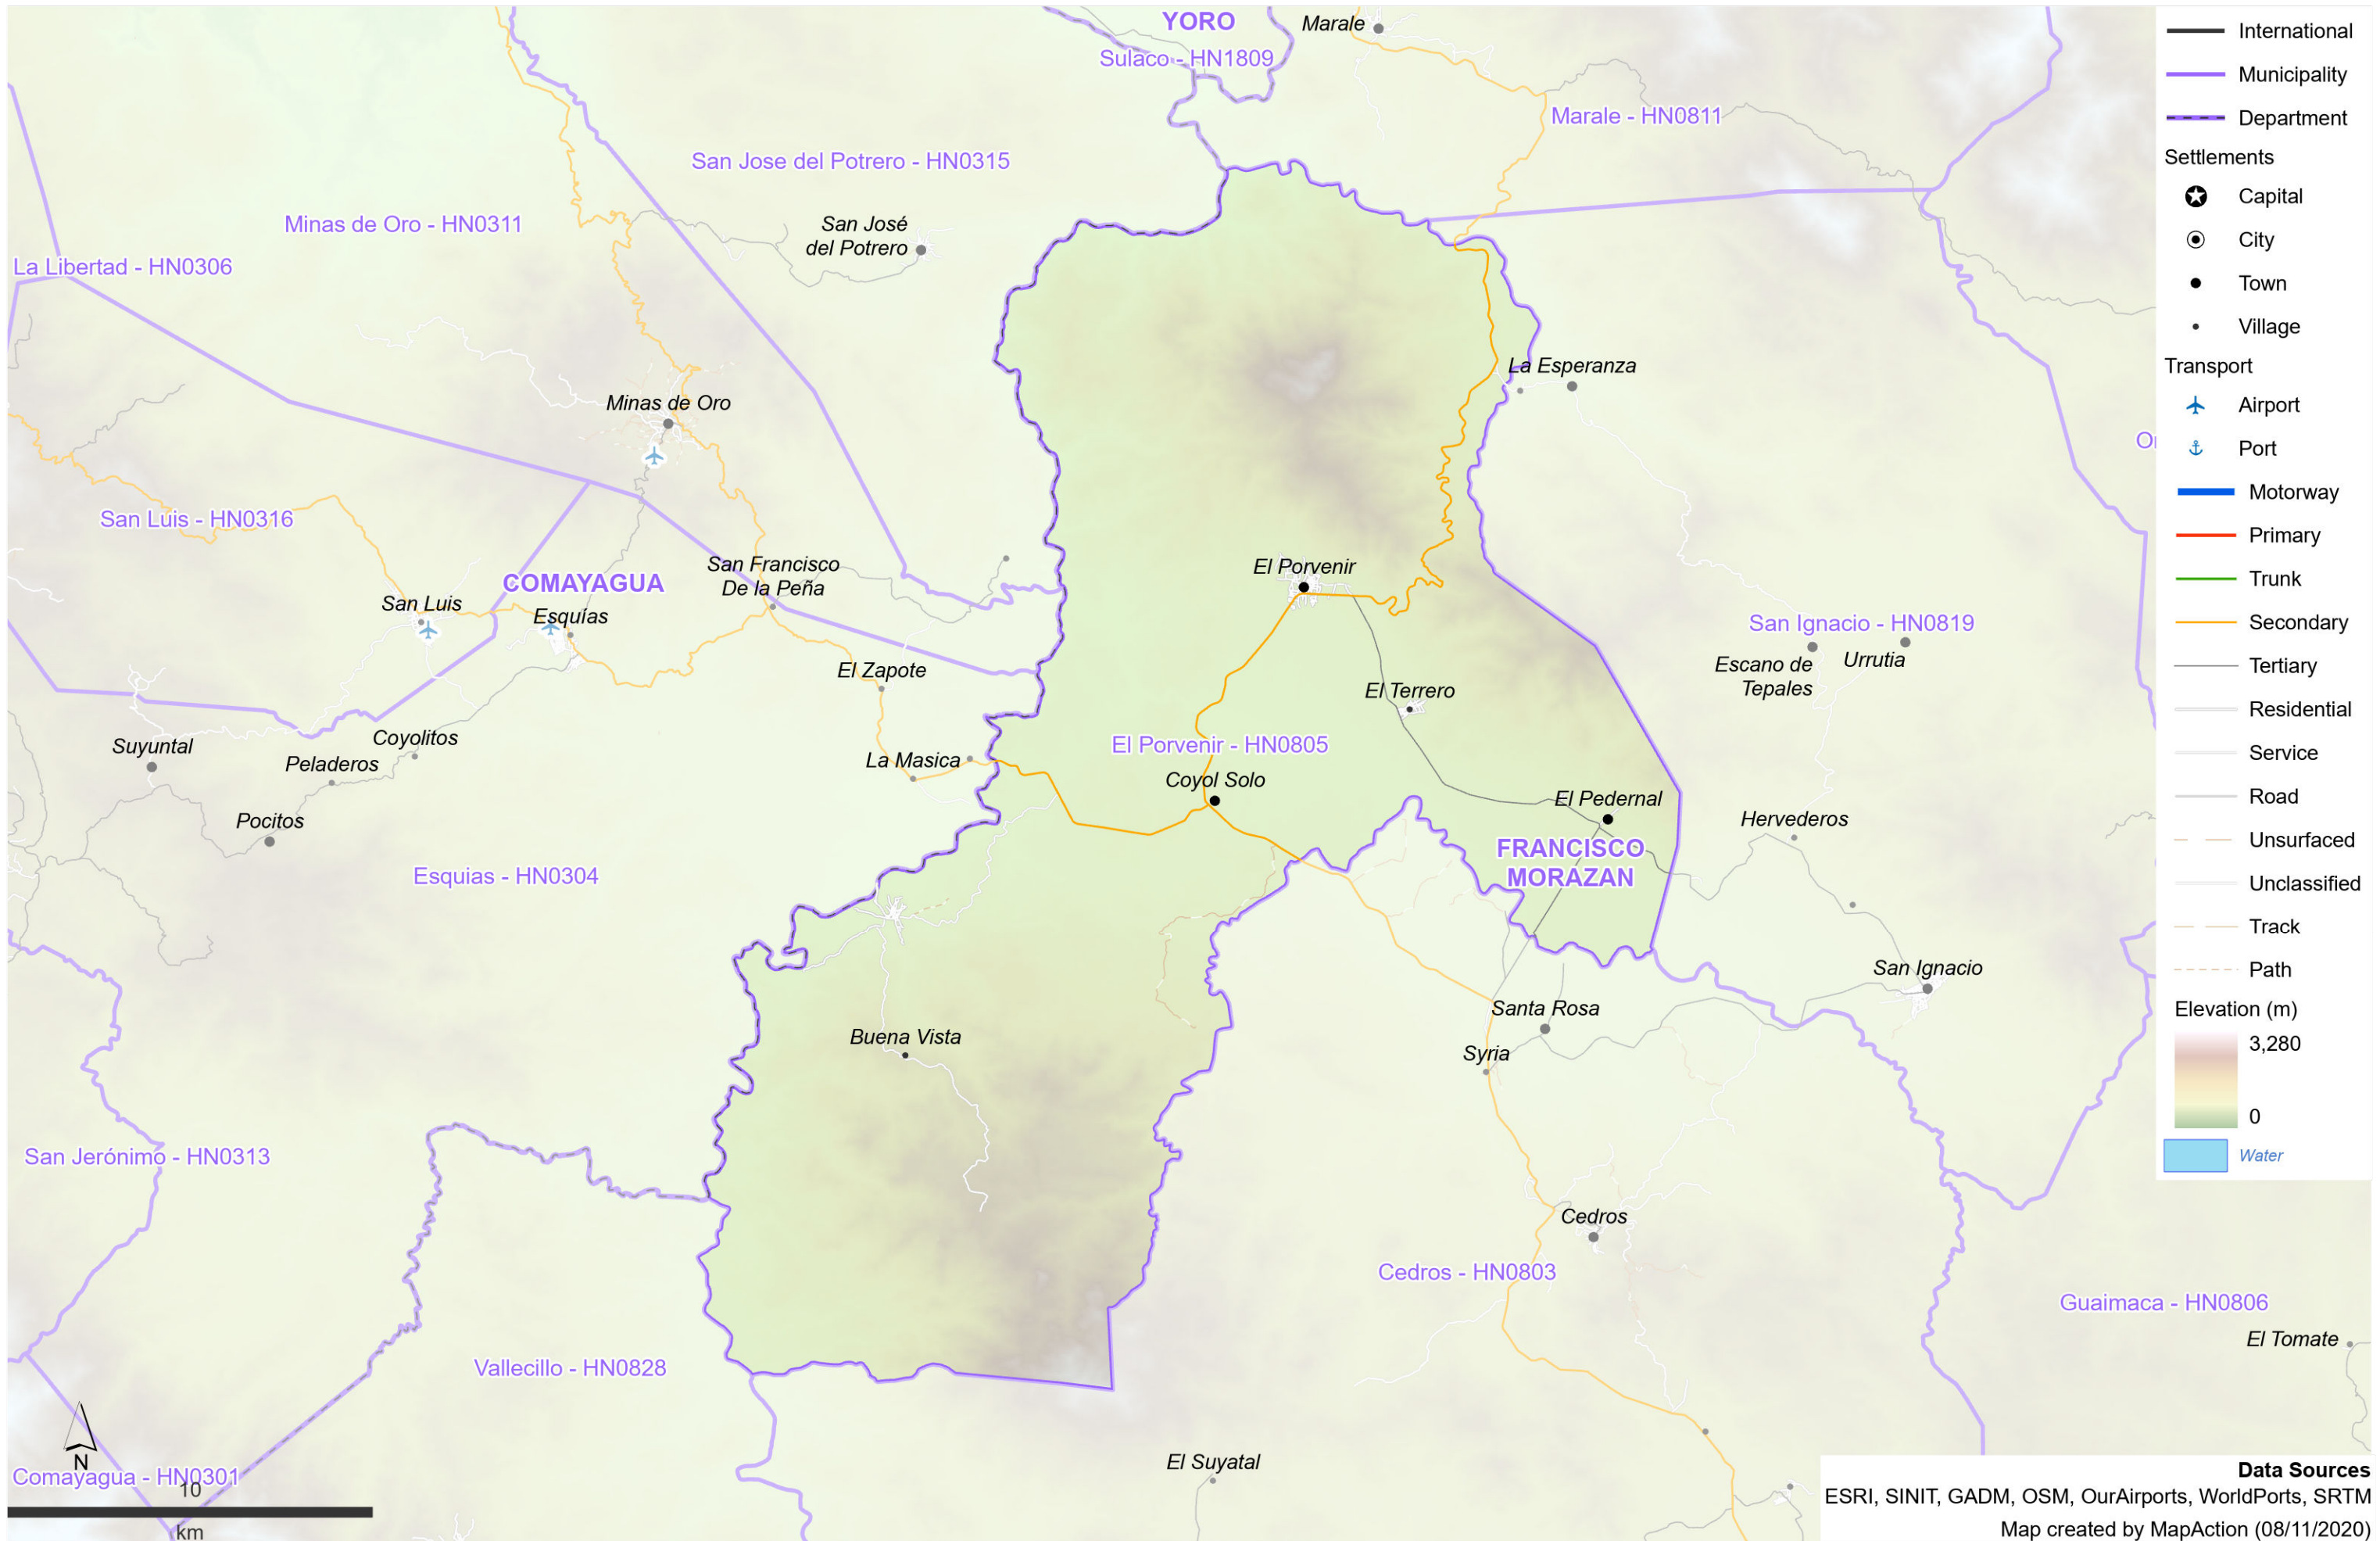 YORO
Sulaco - HN1809
Marale
Marale - HN0811
San Jose del Potrero - HN0315
San José
del Potrero
Minas de Oro - HN0311
La Libertad - HN0306
La Esperanza
Minas de Oro
San Luis - HN0316
COMAYAGUA
San Francisco
De la Peña
El Porvenir
San Luis
Esquías
San Ignacio - HN0819
Escano de
Tepales
Urrutia
El Zapote
El Terrero
Suyuntal
Coyolitos
Peladeros
La Masica
El Porvenir - HN0805
Coyol Solo
El Pedernal
Pocitos
Hervederos
FRANCISCO
MORAZAN
Esquias - HN0304
San Ignacio
Santa Rosa
Buena Vista
Syria
San Jerónimo - HN0313
Cedros
Cedros - HN0803
Guaimaca - HN0806
El Tomate
Vallecillo - HN0828
El Suyatal
N
Comayagua - HN0301
10
km
International
Municipality
Department
Settlements
Capital
City
Town
Village
Transport
Airport
Port
Motorway
Primary
Trunk
Secondary
Tertiary
Residential
Service
Road
Unsurfaced
Unclassified
Track
Path
Elevation (m)
3,280
0
Water
Data Sources
ESRI, SINIT, GADM, OSM, OurAirports, WorldPorts, SRTM
Map created by MapAction (08/11/2020)